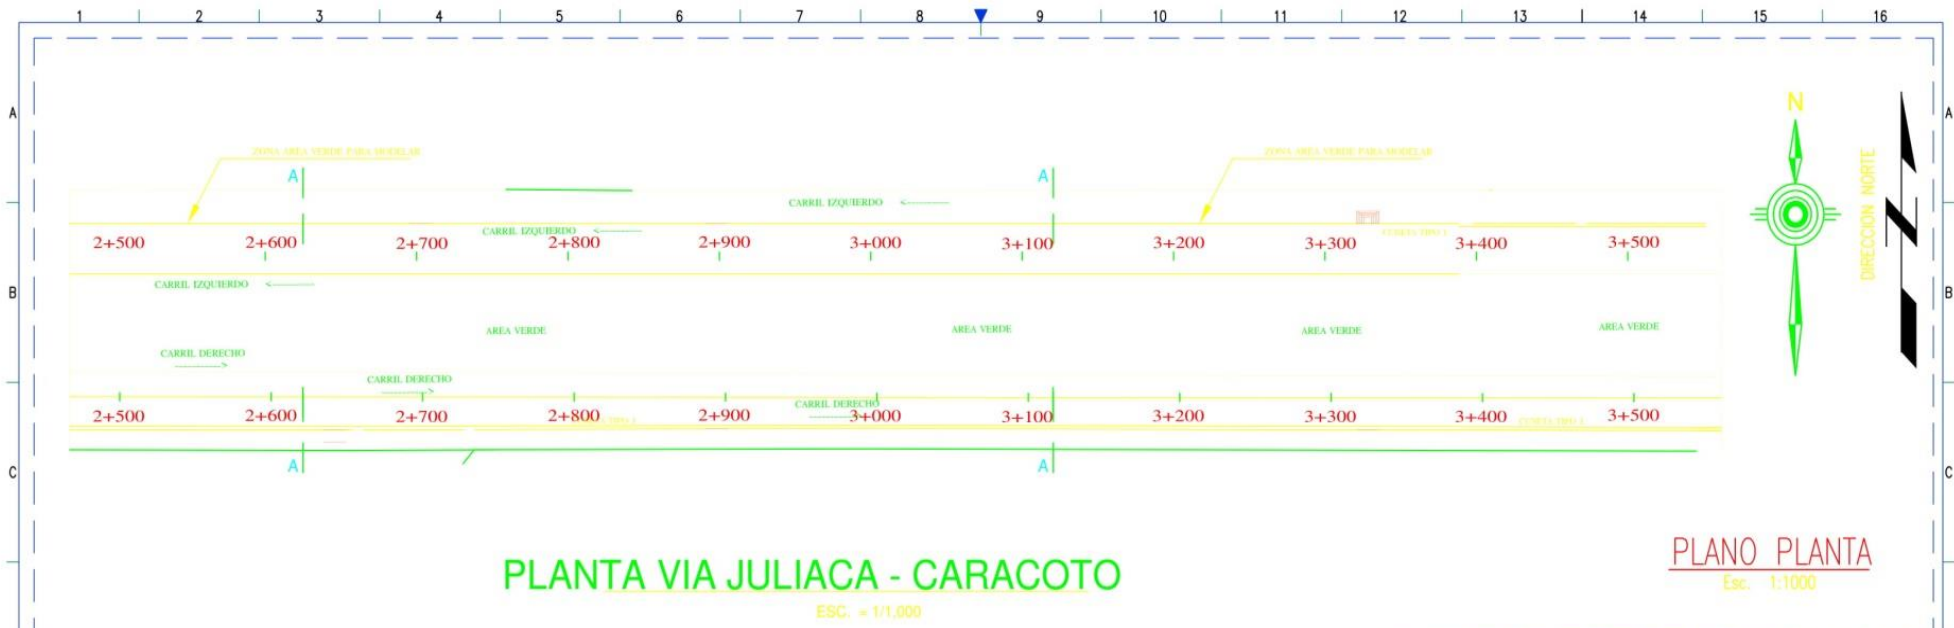 1 2 3 4 5 6 7 8 9 10 11 12 13 14 15 16
A
A
N
DIRECCION NORTE
ZONA AREA VERDE PARA MODELAR
ZONA AREA VERDE PARA MODELAR
A
A
CARRIL IZQUIERDO
CARRIL IZQUIERDO
CUNETA TIPO 1
2+500 2+600 2+700 2+800 2+900 3+000 3+100 3+200 3+300 3+400 3+500
B
B
CARRIL IZQUIERDO
AREA VERDE
AREA VERDE
AREA VERDE
AREA VERDE
CARRIL DERECHO
CARRIL DERECHO
CARRIL DERECHO
2+500 2+600 2+700 2+800 2+900 3+000 3+100 3+200 3+300 3+400 3+500
A
A
C
C
PLANTA VIA JULIACA - CARACOTO
ESC. = 1/1,000
PLANO PLANTA
Esc. 1:1000